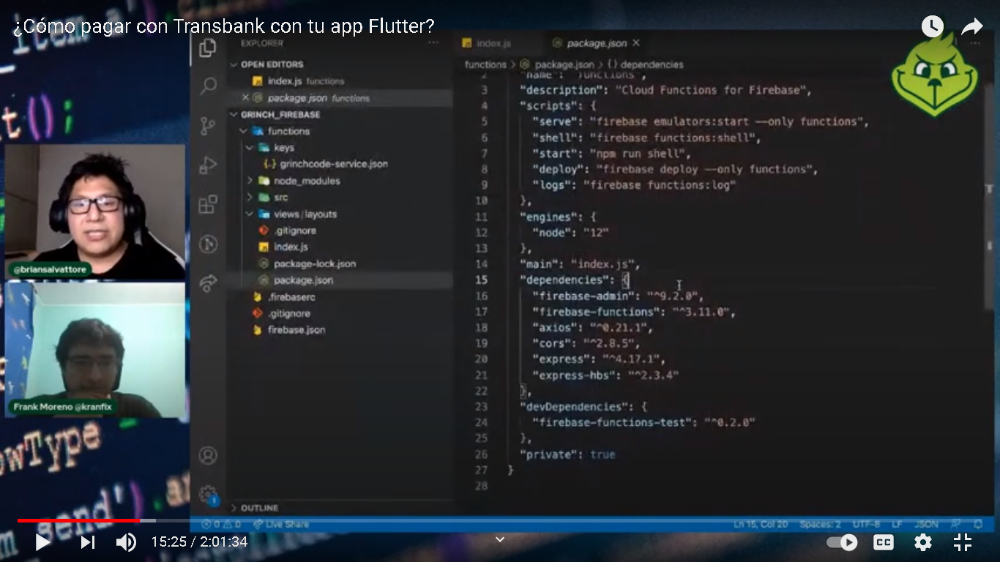 ¿Cómo pagar con Transbank con tu app Flutter?
EXPLORER
OPEN EDITORS
index.js functions
package.json functions
GRINCH_FIREBASE
functions
keys
{..} grinchcode-service.json
node_modules
src
views/layouts
.gitignore
index.js
package-lock.json
package.json
.firebaserc
.gitignore
firebase.json
OUTLINE
index.js
package.json
functions > package.json > {} dependencies
2 "name": "functions",
3 "description": "Cloud Functions for Firebase",
4 "scripts": {
5 "serve": "firebase emulators:start --only functions",
6 "shell": "firebase functions:shell",
7 "start": "npm run shell",
8 "deploy": "firebase deploy --only functions",
9 "logs": "firebase functions:log"
10 },
11 "engines": {
12 "node": "12"
13 },
14 "main": "index.js",
15 "dependencies": {
16 "firebase-admin": "^9.2.0",
17 "firebase-functions": "^3.11.0",
18 "axios": "^0.21.1",
19 "cors": "^2.8.5",
20 "express": "^4.17.1",
21 "express-hbs": "^2.3.4"
22 },
23 "devDependencies": {
24 "firebase-functions-test": "^0.2.0"
25 },
26 "private": true
27 }
28
@briansalvattore
Frank Moreno @kranfix
1
0 0 Live Share
Ln 15, Col 20 Spaces: 2 UTF-8 LF JSON
15:25 / 2:01:34
CC